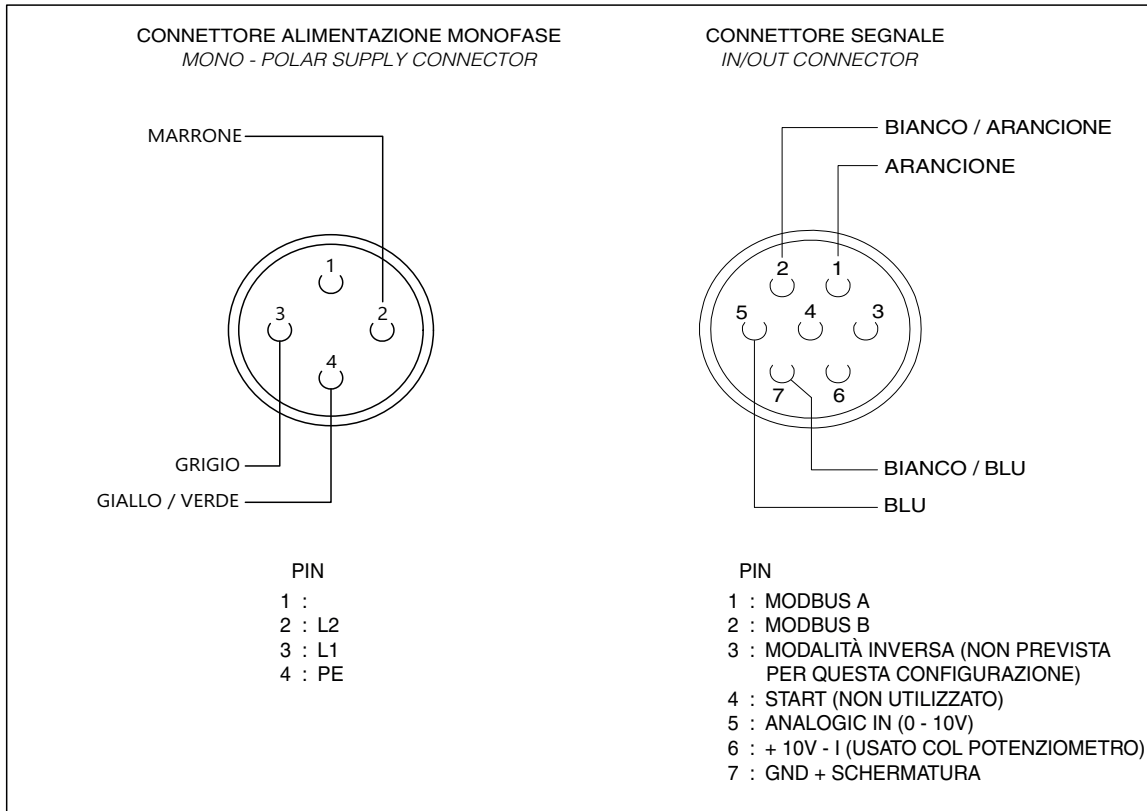 CONNETTORE ALIMENTAZIONE MONOFASE
MONO - POLAR SUPPLY CONNECTOR
MARRONE
1
3
2
4
GRIGIO
GIALLO / VERDE
PIN
1 :
2 : L2
3 : L1
4 : PE
CONNETTORE SEGNALE
IN/OUT CONNECTOR
BIANCO / ARANCIONE
ARANCIONE
2
1
5
4
3
7
6
BIANCO / BLU
BLU
PIN
1 : MODBUS A
2 : MODBUS B
3 : MODALITÀ INVERSA (NON PREVISTA
PER QUESTA CONFIGURAZIONE)
4 : START (NON UTILIZZATO)
5 : ANALOGIC IN (0 - 10V)
6 : + 10V - I (USATO COL POTENZIOMETRO)
7 : GND + SCHERMATURA